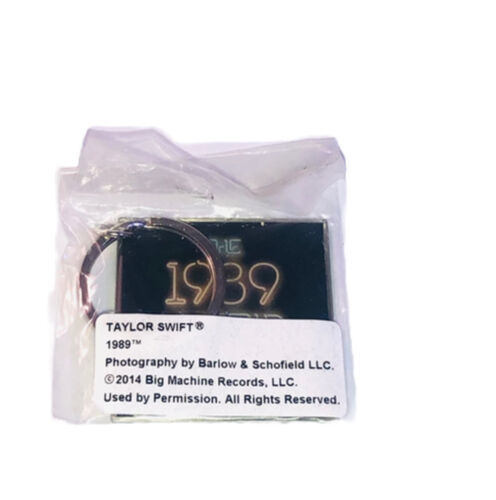 THE
1989
TAYLOR SWIFT®
1989™
Photography by Barlow & Schofield LLC.
©2014 Big Machine Records, LLC.
Used by Permission. All Rights Reserved.